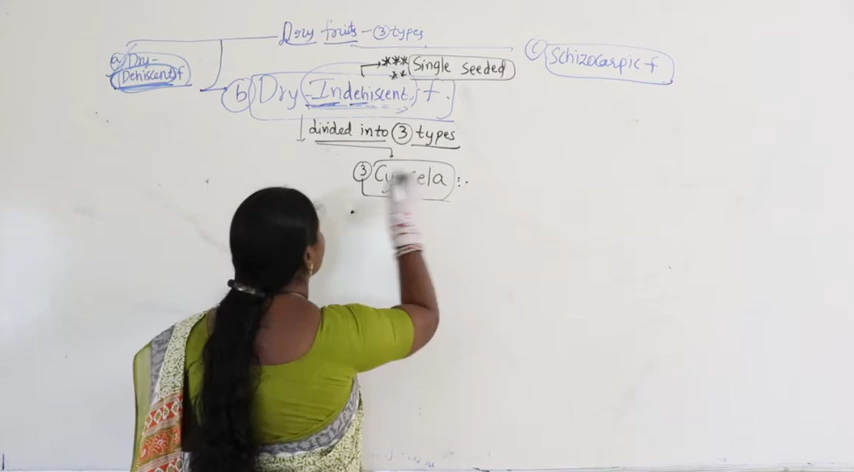 Dry fruits - ③ types
a) Dry-
Dehiscent f
*** Single seeded
**
c) Schizocarpic f
b) Dry - Indehiscent f.
divided into ③ types
③